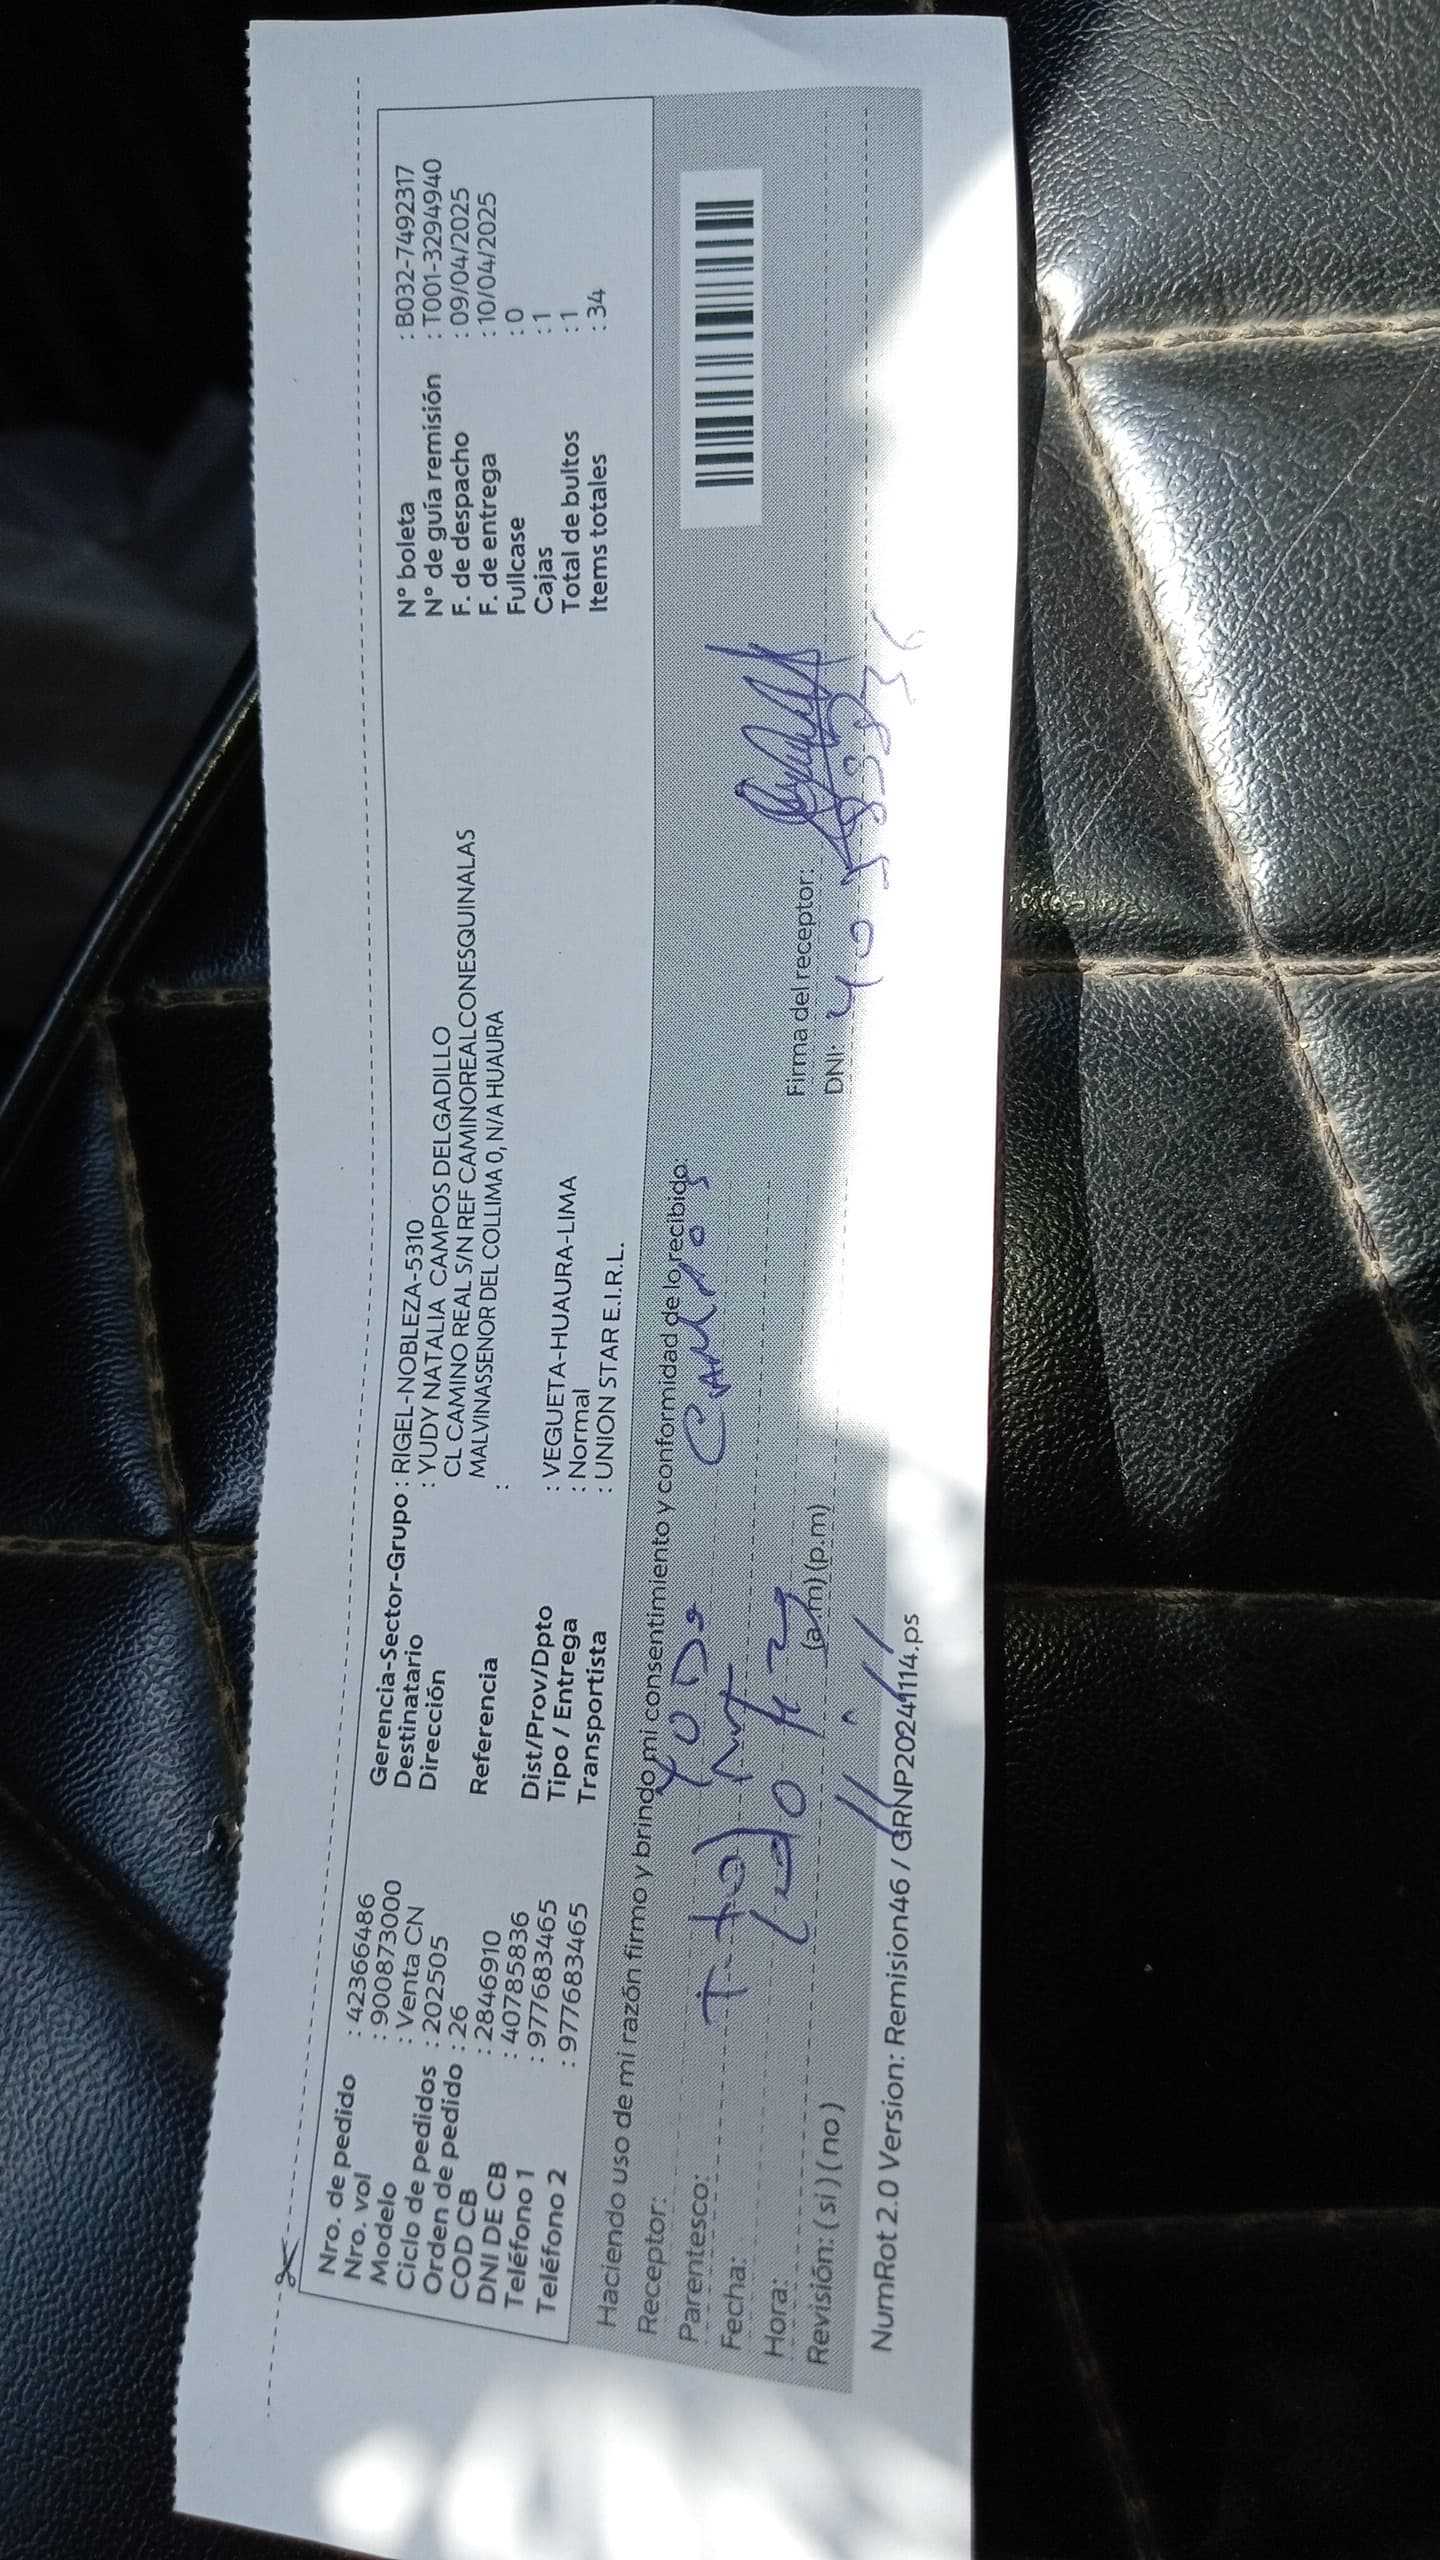 Nro. de pedido : 42366486
Nro. vol : 900873000
Modelo : Venta CN
Ciclo de pedidos : 202505
Orden de pedido : 26
COD CB : 2846910
DNI DE CB : 40785836
Teléfono 1 : 977683465
Teléfono 2 : 977683465
Gerencia-Sector-Grupo : RIGEL-NOBLEZA-5310
Destinatario : YUDY NATALIA CAMPOS DELGADILLO
Dirección CL CAMINO REAL S/N REF CAMINOREALCONESQUINALAS
MALVINASSENOR DEL COLLIMA 0, N/A HUAURA
Referencia :
Dist/Prov/Dpto : VEGUETA-HUAURA-LIMA
Tipo / Entrega : Normal
Transportista : UNION STAR E.I.R.L.
N° boleta : B032-7492317
N° de guía remisión : T001-3294940
F. de despacho : 09/04/2025
F. de entrega : 10/04/2025
Fullcase : 0
Cajas : 1
Total de bultos : 1
Items totales : 34
Haciendo uso de mi razón firmo y brindo mi consentimiento y conformidad de lo recibido:
Receptor:
Parentesco:
Fecha:
Hora: (a.m) (p.m)
Revisión: ( si ) ( no )
Firma del receptor:
DNI:
NumRot 2.0 Version: Remision46 / GRNP20241114.ps